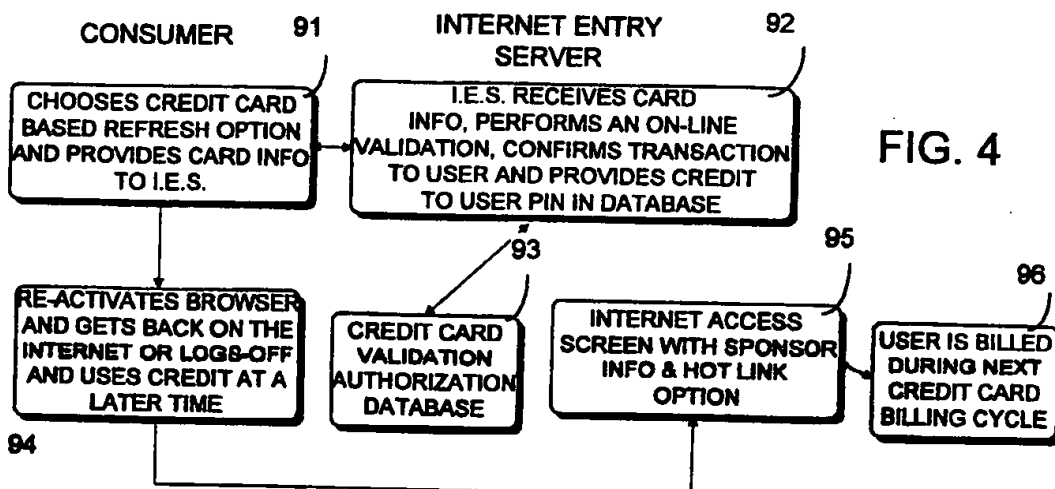 CONSUMER
91
INTERNET ENTRY
SERVER
92
CHOOSES CREDIT CARD
BASED REFRESH OPTION
AND PROVIDES CARD INFO
TO I.E.S.
I.E.S. RECEIVES CARD
INFO, PERFORMS AN ON-LINE
VALIDATION, CONFIRMS TRANSACTION
TO USER AND PROVIDES CREDIT
TO USER PIN IN DATABASE
FIG. 4
93
95
96
RE-ACTIVATES BROWSER
AND GETS BACK ON THE
INTERNET OR LOGS-OFF
AND USES CREDIT AT A
LATER TIME
94
CREDIT CARD
VALIDATION
AUTHORIZATION
DATABASE
INTERNET ACCESS
SCREEN WITH SPONSOR
INFO & HOT LINK
OPTION
USER IS BILLED
DURING NEXT
CREDIT CARD
BILLING CYCLE